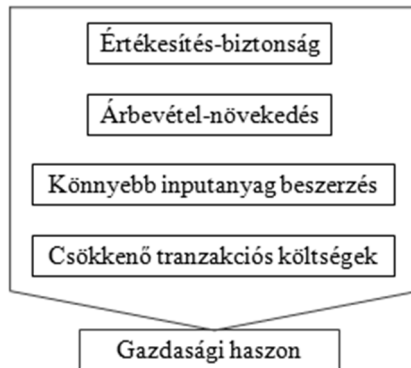 Értékesítés-biztonság
Árbevétel-növekedés
Könnyebb inputanyag beszerzés
Csökkenő tranzakciós költségek
Gazdasági haszon